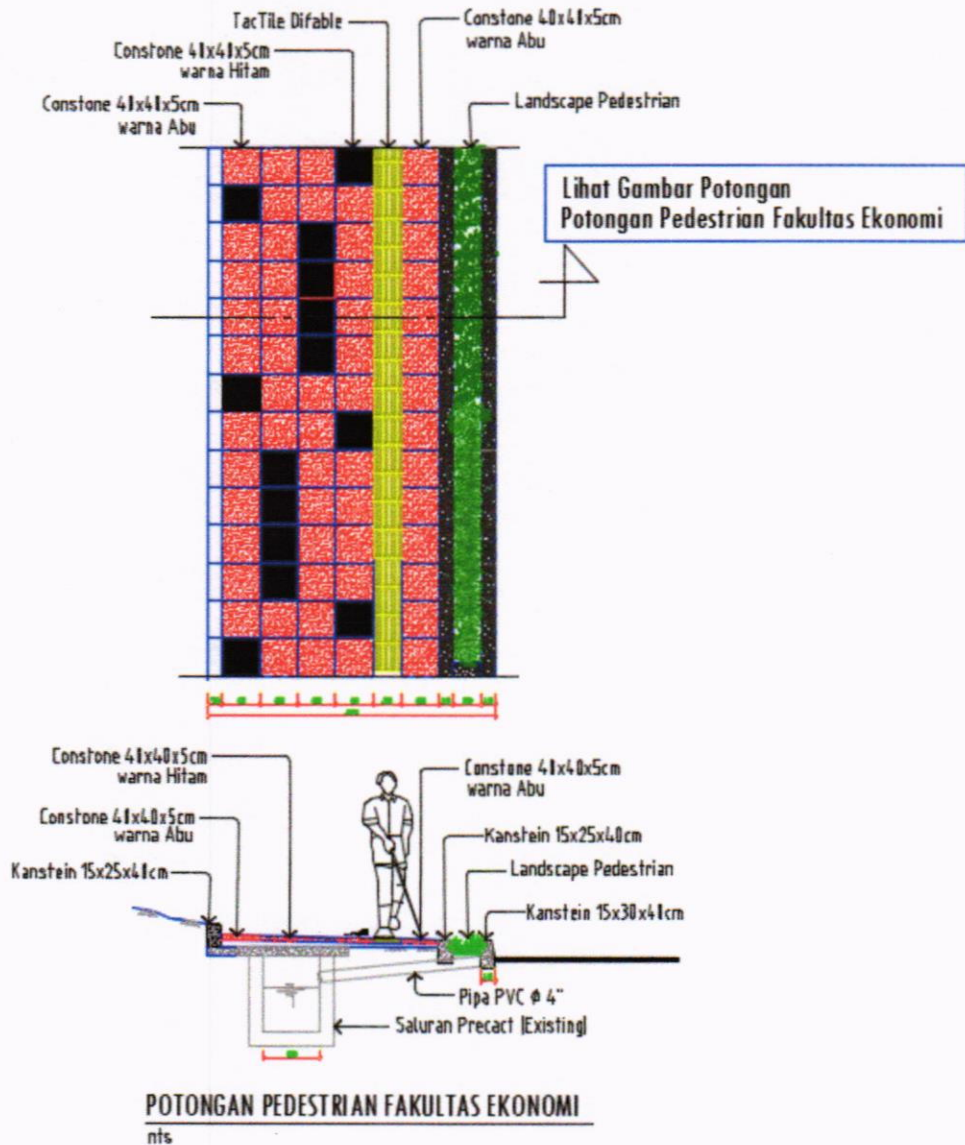 TacTile Difable
Constone 40x41x5cm
warna Abu
Constone 41x41x5cm
warna Hitam
Constone 41x41x5cm
warna Abu
Landscape Pedestrian
Lihat Gambar Potongan
Potongan Pedestrian Fakultas Ekonomi
Constone 41x40x5cm
warna Hitam
Constone 41x40x5cm
warna Abu
Constone 41x40x5cm
warna Abu
Kanstein 15x25x40cm
Kanstein 15x25x41cm
Landscape Pedestrian
Kanstein 15x30x41cm
Pipa PVC ϕ 4"
Saluran Precact (Existing)
POTONGAN PEDESTRIAN FAKULTAS EKONOMI
nts